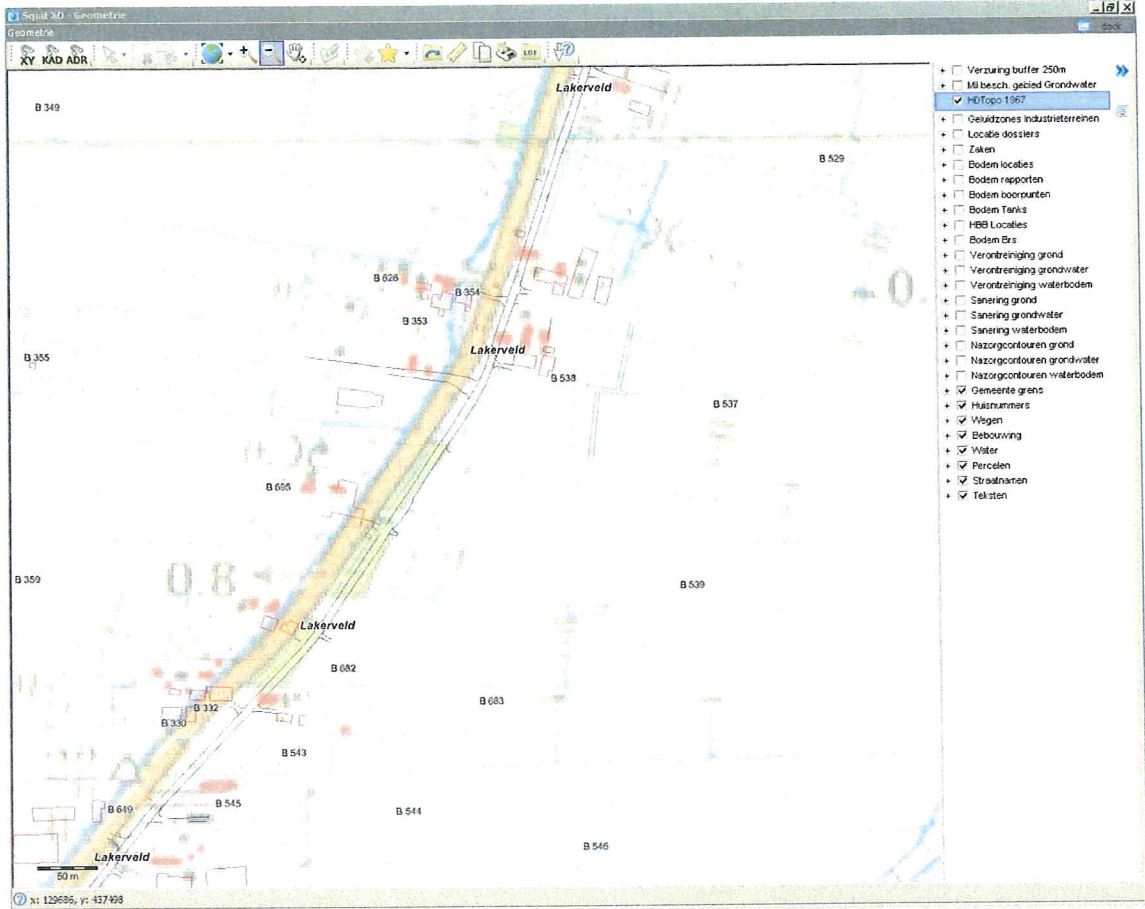 Squit XO - Geometrie
Geometrie
dock
XY KAD ADR
LOI
Lakerveld
B 349
B 529
B 626
B 354
B 353
Lakerveld
B 355
B 538
B 537
B 695
B 359
0.8
B 539
Lakerveld
B 682
B 683
B 332
B 330
B 543
B 649
B 545
B 544
B 546
Lakerveld
50 m
Verzuring buffer 250m
Mil.besch. gebied Grondwater
HDTopo 1967
Geluidzones Industrieterreinen
Locatie dossiers
Zaken
Bodem locaties
Bodem rapporten
Bodem boorpunten
Bodem Tanks
HBB Locaties
Bodem Brs
Verontreiniging grond
Verontreiniging grondwater
Verontreiniging waterbodem
Sanering grond
Sanering grondwater
Sanering waterbodem
Nazorgcontouren grond
Nazorgcontouren grondwater
Nazorgcontouren waterbodem
Gemeente grens
Huisnummers
Wegen
Bebouwing
Water
Percelen
Straatnamen
Teksten
x: 129686, y: 437498